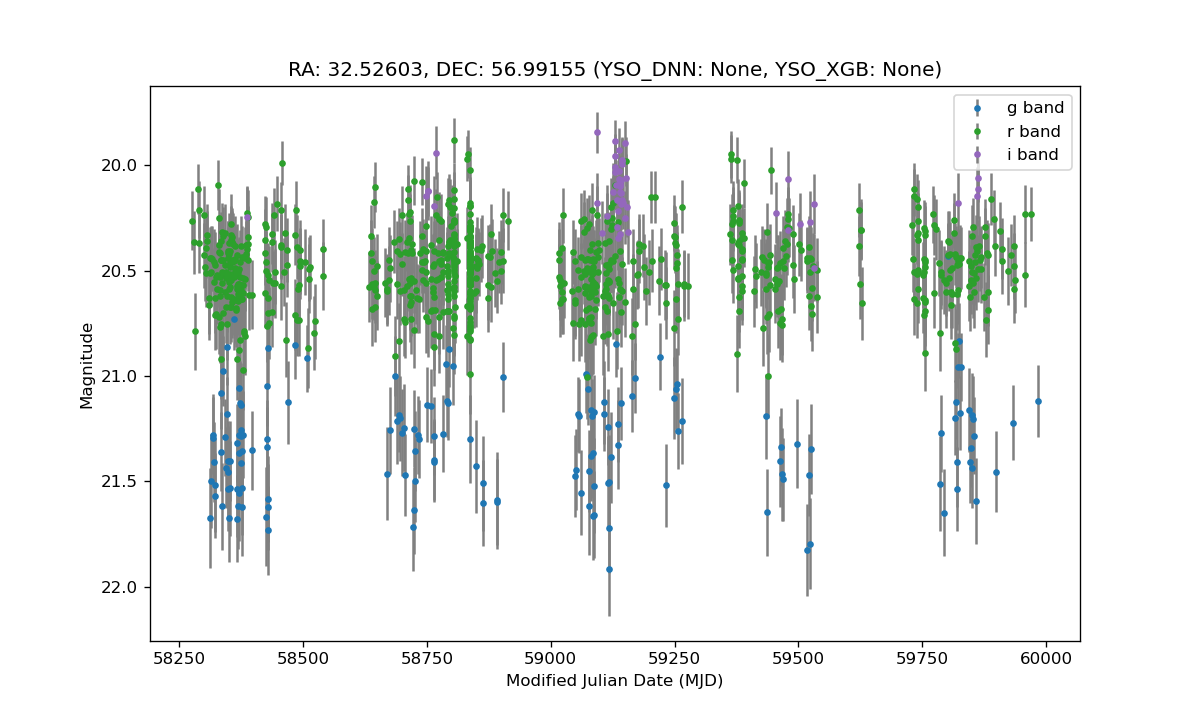 RA: 32.52603, DEC: 56.99155 (YSO_DNN: None, YSO_XGB: None)
g band
r band
i band
20.0
20.5
21.0
21.5
22.0
Magnitude
58250 58500 58750 59000 59250 59500 59750 60000
Modified Julian Date (MJD)